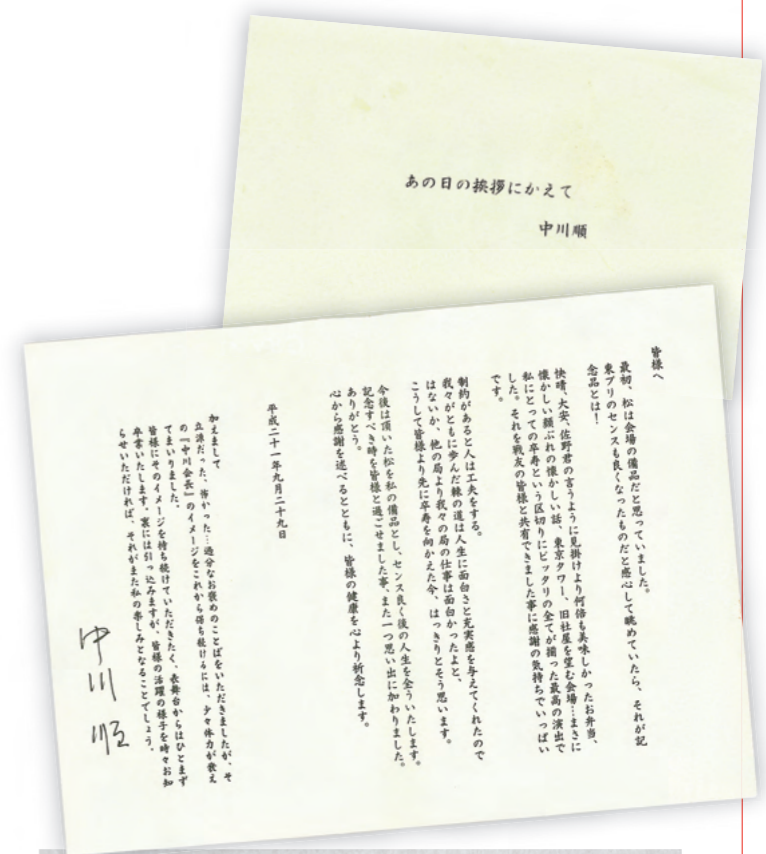 あの日の挨拶にかえて
中川順
皆様へ
最初、松は会場の備品だと思っていました。
東プリのセンスも良くなったものだと感心して眺めていたら、それが記
念品とは!
快晴、大安、佐野君の言うように見掛けより何倍も美味しかったお弁当、
懐かしい顔ぶれの懐かしい話、東京タワー、旧社屋を望む会場…まさに
私にとっての卒寿という区切りにピッタリの全てが揃った最高の演出で
した。それを戦友の皆様と共有できました事に感謝の気持ちでいっぱい
です。
制約があると人は工夫をする。
我々がともに歩んだ棘の道は人生に面白さと充実感を与えてくれたので
はないか、他の局より我々の局の仕事は面白かったよと、
こうして皆様より先に卒寿を向かえた今、はっきりとそう思います。
今後は頂いた松を私の備品とし、センス良く後の人生を全ういたします。
記念すべき時を皆様と過ごせました事、また一つ思い出に加わりました。
ありがとう。
心から感謝を述べるとともに、皆様の健康を心より祈念します。
平成二十一年九月二十九日
加えまして
立派だった、怖かった…過分なお褒めのことばをいただきましたが、そ
の『中川会長』のイメージをこれから保ち続けるには、少々体力が衰え
てまいりました。
皆様にそのイメージを持ち続けていただきたく、表舞台からはひとまず
卒業いたします。裏には引っ込みますが、皆様の活躍の様子を時々お知
らせいただければ、それがまた私の楽しみとなることでしょう。
中川順